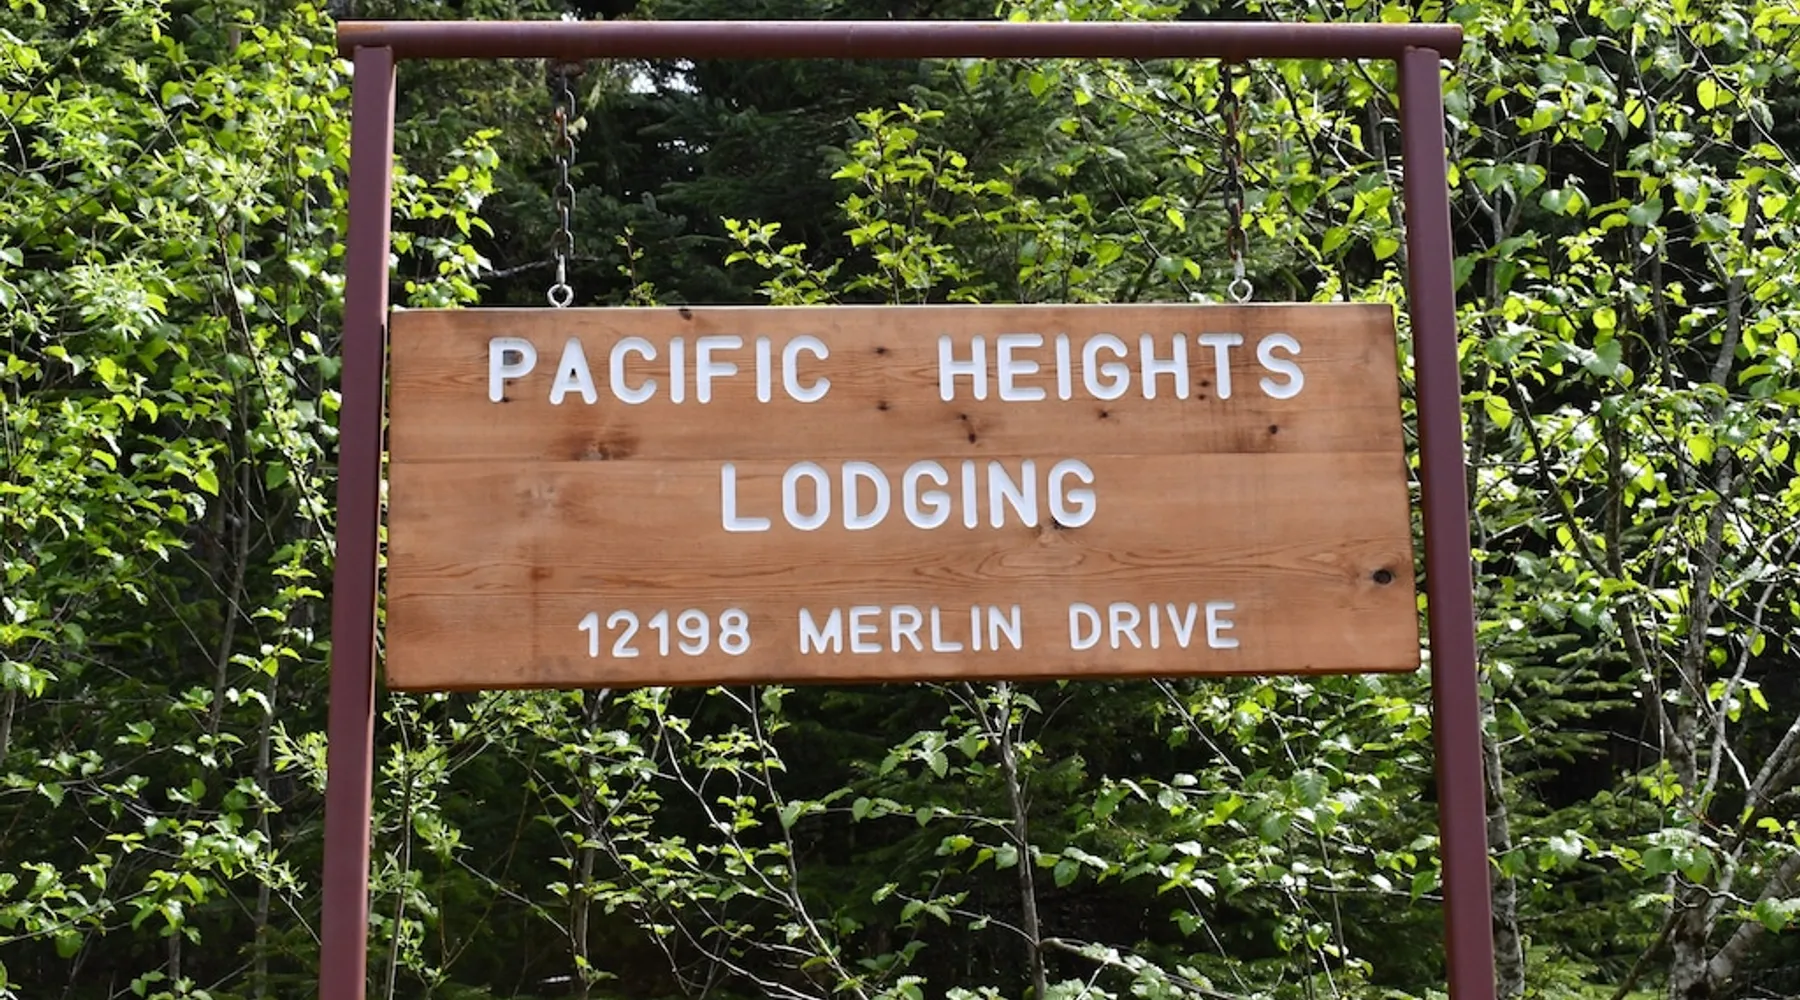 PACIFIC HEIGHTS
LODGING
12198 MERLIN DRIVE